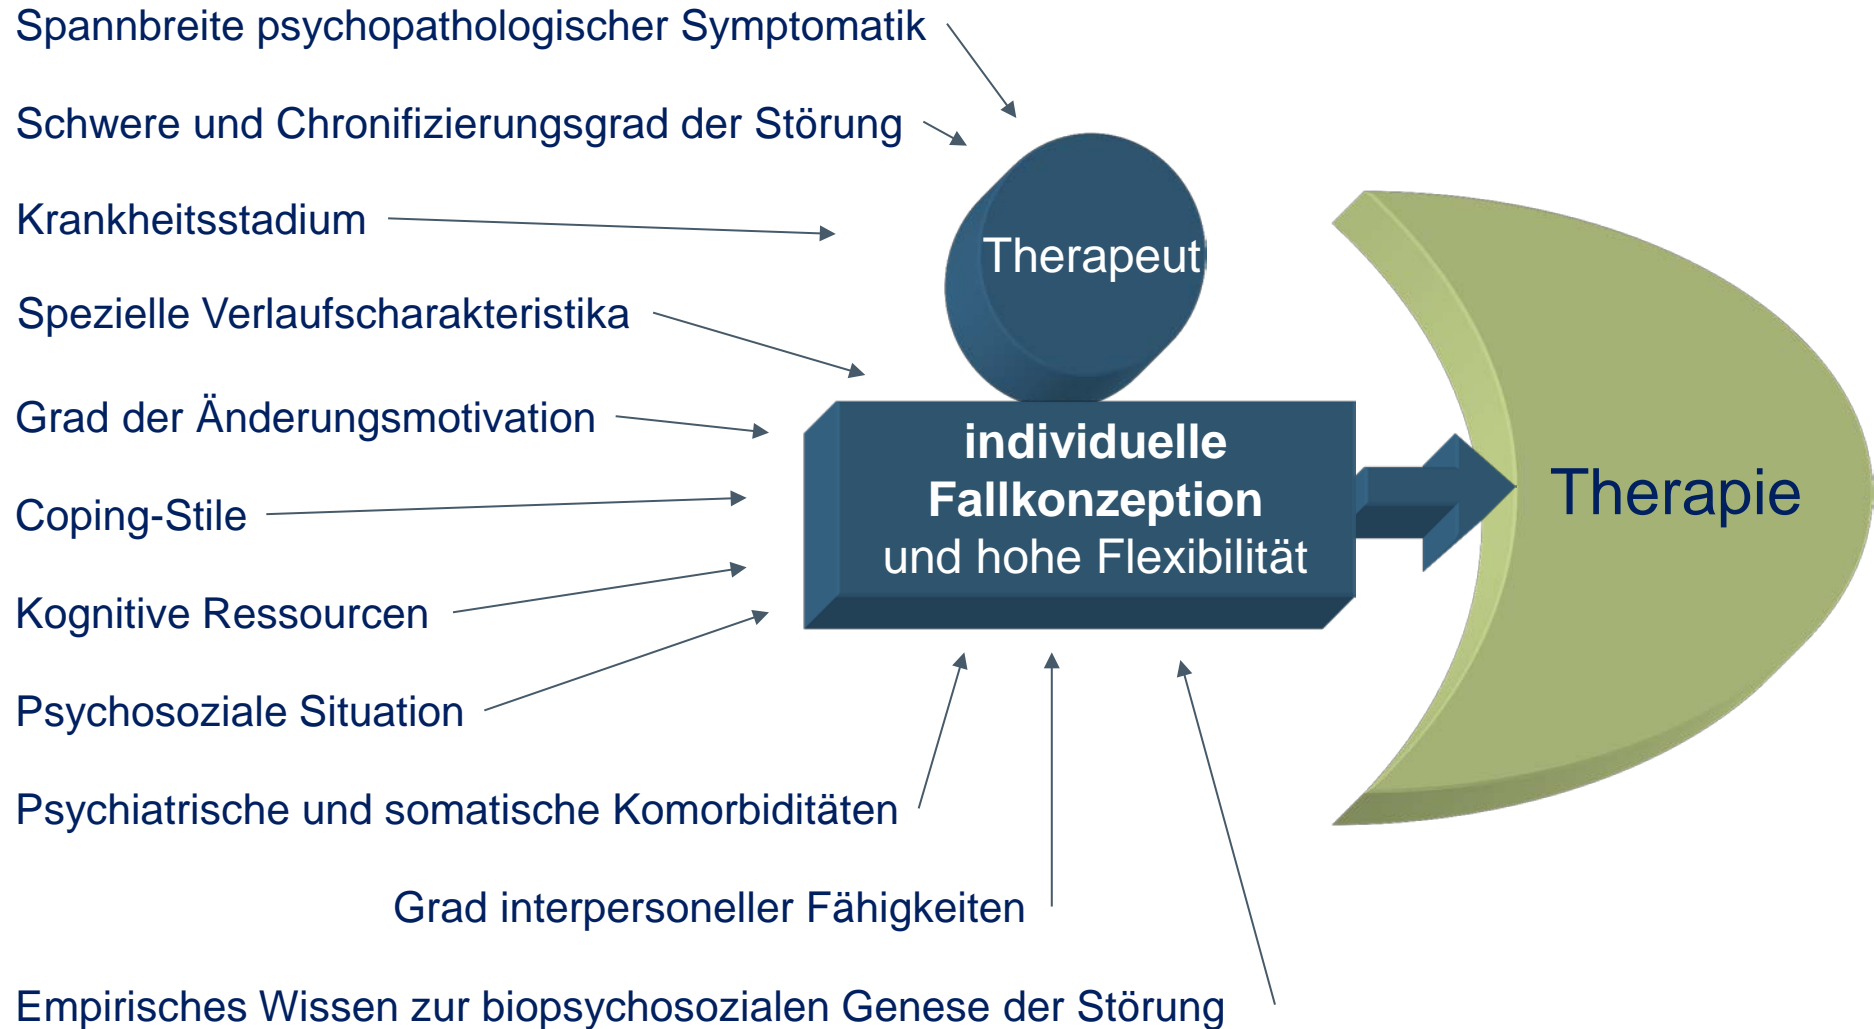 Spannbreite psychopathologischer Symptomatik
Schwere und Chronifizierungsgrad der Störung
Krankheitsstadium
Spezielle Verlaufscharakteristika
Grad der Änderungsmotivation
Coping-Stile
Kognitive Ressourcen
Psychosoziale Situation
Psychiatrische und somatische Komorbiditäten
Grad interpersoneller Fähigkeiten
Empirisches Wissen zur biopsychosozialen Genese der Störung
Therapeut
individuelle
Fallkonzeption
und hohe Flexibilität
Therapie